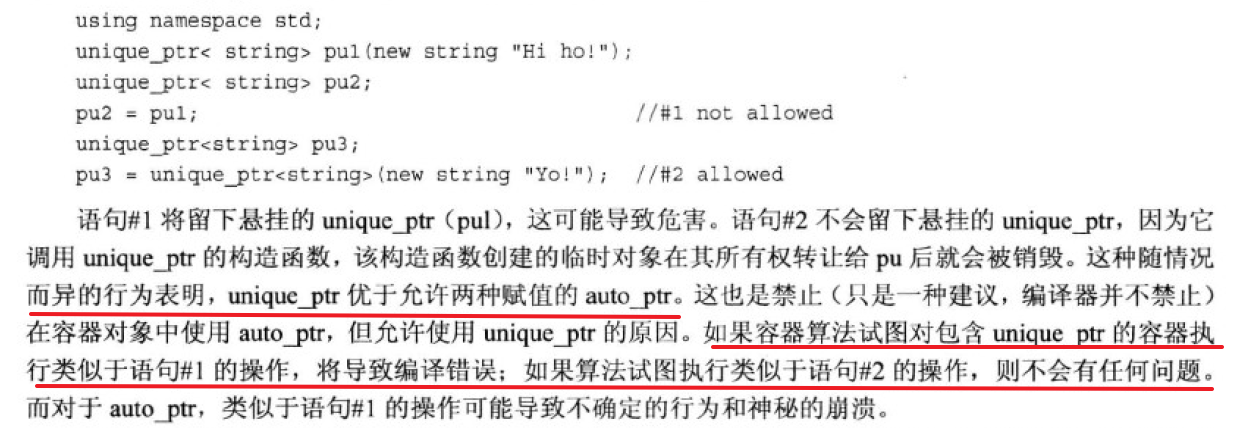 using namespace std;
unique_ptr< string> pu1(new string "Hi ho!");
unique_ptr< string> pu2;
pu2 = pu1; //#1 not allowed
unique_ptr<string> pu3;
pu3 = unique_ptr<string>(new string "Yo!"); //#2 allowed
语句#1 将留下悬挂的 unique_ptr（pul），这可能导致危害。语句#2 不会留下悬挂的 unique_ptr，因为它
调用 unique_ptr 的构造函数，该构造函数创建的临时对象在其所有权转让给 pu 后就会被销毁。这种随情况
而异的行为表明，unique_ptr 优于允许两种赋值的 auto_ptr。这也是禁止（只是一种建议，编译器并不禁止）
在容器对象中使用 auto_ptr，但允许使用 unique_ptr 的原因。如果容器算法试图对包含 unique_ptr 的容器执
行类似于语句#1 的操作，将导致编译错误；如果算法试图执行类似于语句#2 的操作，则不会有任何问题。
而对于 auto_ptr，类似于语句#1 的操作可能导致不确定的行为和神秘的崩溃。